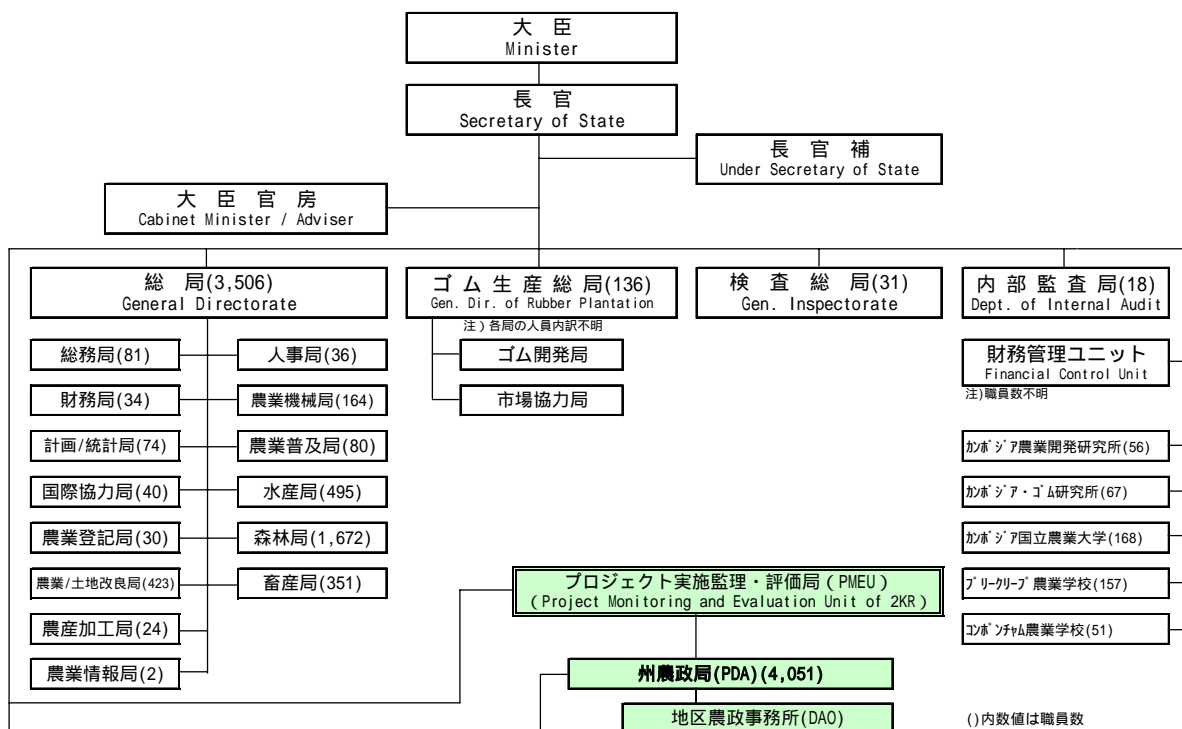 大 臣
Minister
長 官
Secretary of State
長 官 補
Under Secretary of State
大 臣 官 房
Cabinet Minister / Adviser
総 局(3,506)
General Directorate
ゴ ム 生 産 総 局(136)
Gen. Dir. of Rubber Plantation
注）各局の人員内訳不明
検 査 総 局(31)
Gen. Inspectorate
内 部 監 査 局(18)
Dept. of Internal Audit
総務局(81)
人事局(36)
ゴム開発局
財務管理ユニット
Financial Control Unit
注)職員数不明
財務局(34)
農業機械局(164)
市場協力局
計画/統計局(74)
農業普及局(80)
ｶﾝﾎﾞｼﾞｱ農業開発研究所(56)
国際協力局(40)
水産局(495)
ｶﾝﾎﾞｼﾞｱ・ｺﾞﾑ研究所(67)
農業登記局(30)
森林局(1,672)
ｶﾝﾎﾞｼﾞｱ国立農業大学(168)
農業/土地改良局(423)
畜産局(351)
プロジェクト実施監理・評価局（PMEU）
（Project Monitoring and Evaluation Unit of 2KR）
ﾌﾟﾘｰｸﾘｰﾌﾟ農業学校(157)
農産加工局(24)
ｺﾝﾎﾟﾝﾁｬﾑ農業学校(51)
農業情報局(2)
州農政局(PDA)(4,051)
地区農政事務所(DAO)
()内数値は職員数